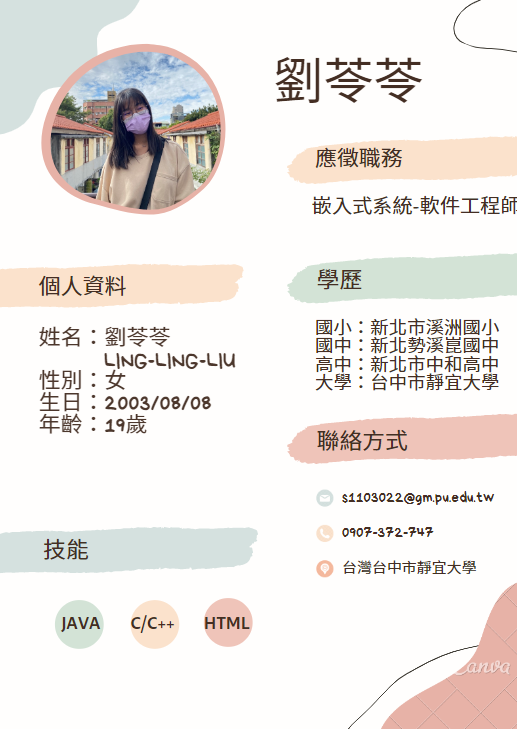 劉苓苓
應徵職務
嵌入式系統-軟件工程師
個人資料
姓名：劉苓苓
LING-LING-LIU
性別：女
生日：2003/08/08
年齡：19歲
學歷
國小：新北市溪洲國小
國中：新北勢溪崑國中
高中：新北市中和高中
大學：台中市靜宜大學
聯絡方式
s1103022@gm.pu.edu.tw
0907-372-747
台灣台中市靜宜大學
技能
JAVA
C/C++
HTML
Canva